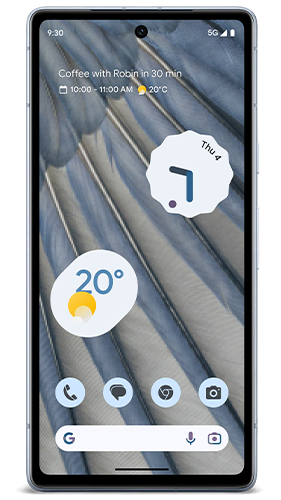 9:30 5G
Coffee with Robin in 30 min
10:00 - 11:00 AM 20°C
Thu 4
20°
G